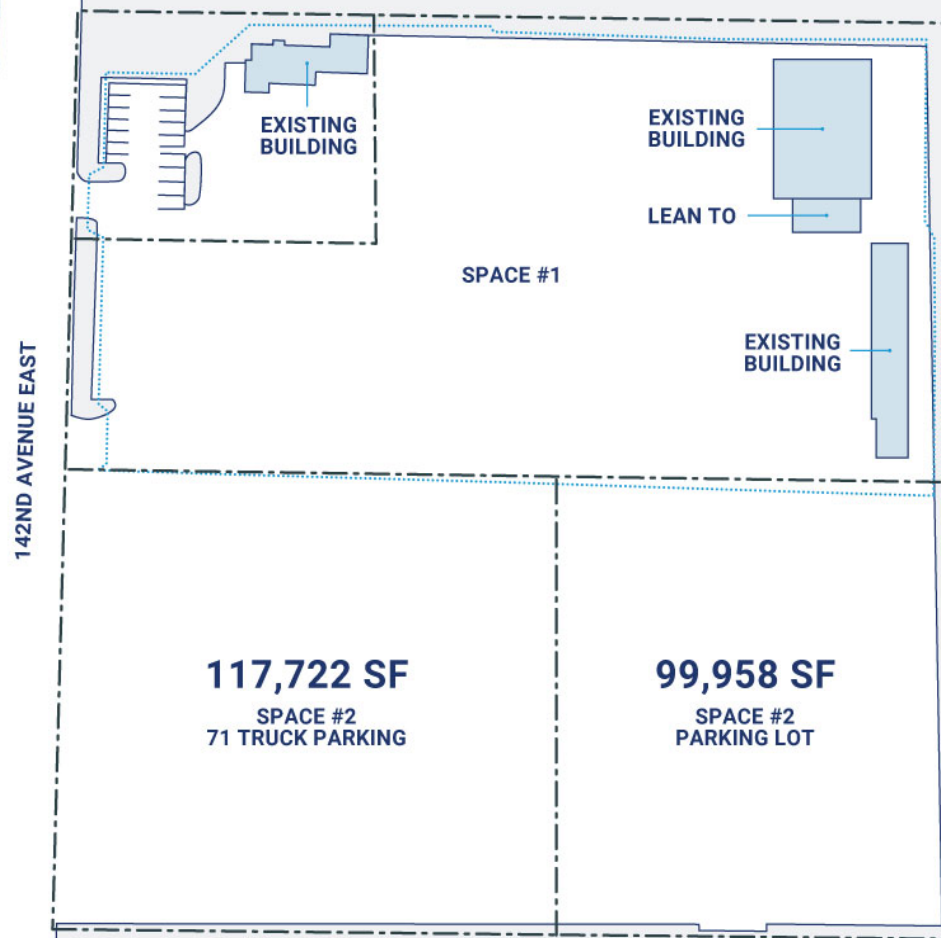 EXISTING
BUILDING
EXISTING
BUILDING
LEAN TO
SPACE #1
EXISTING
BUILDING
142ND AVENUE EAST
117,722 SF
SPACE #2
71 TRUCK PARKING
99,958 SF
SPACE #2
PARKING LOT